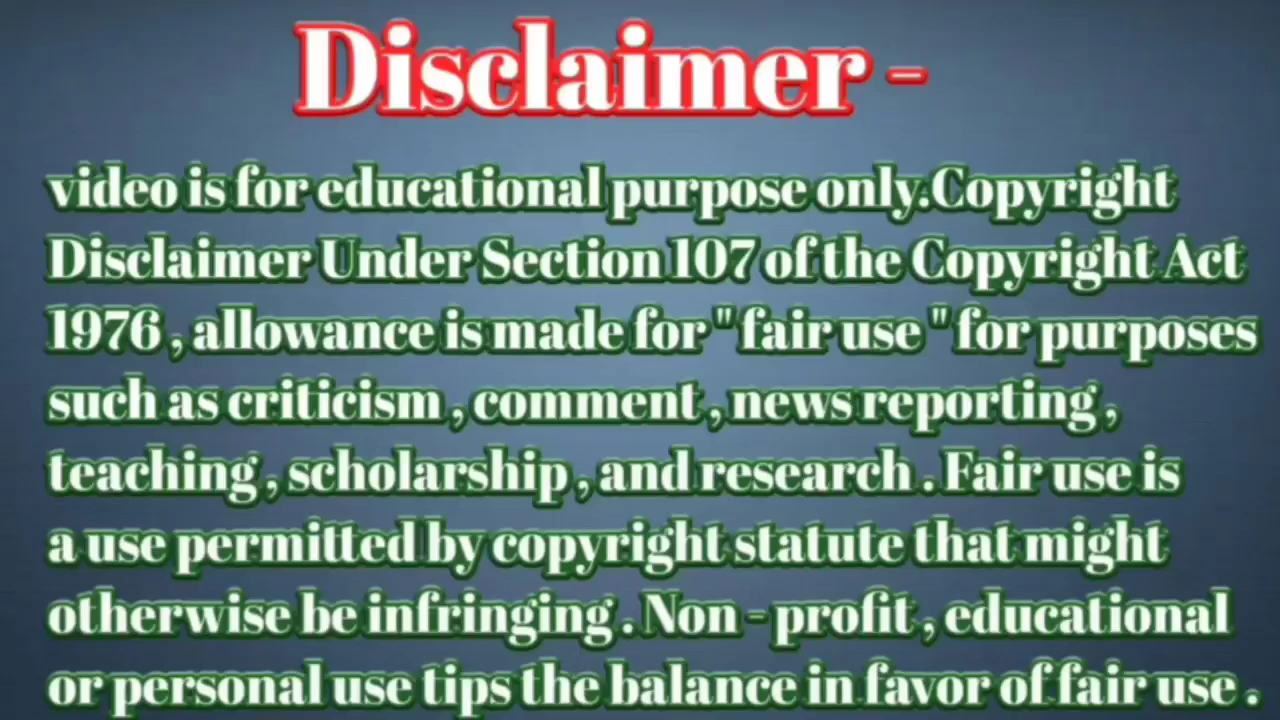 Disclaimer -
video is for educational purpose only.Copyright
Disclaimer Under Section 107 of the Copyright Act
1976 , allowance is made for " fair use " for purposes
such as criticism , comment , news reporting ,
teaching , scholarship , and research . Fair use is
a use permitted by copyright statute that might
otherwise be infringing . Non - profit , educational
or personal use tips the balance in favor of fair use .